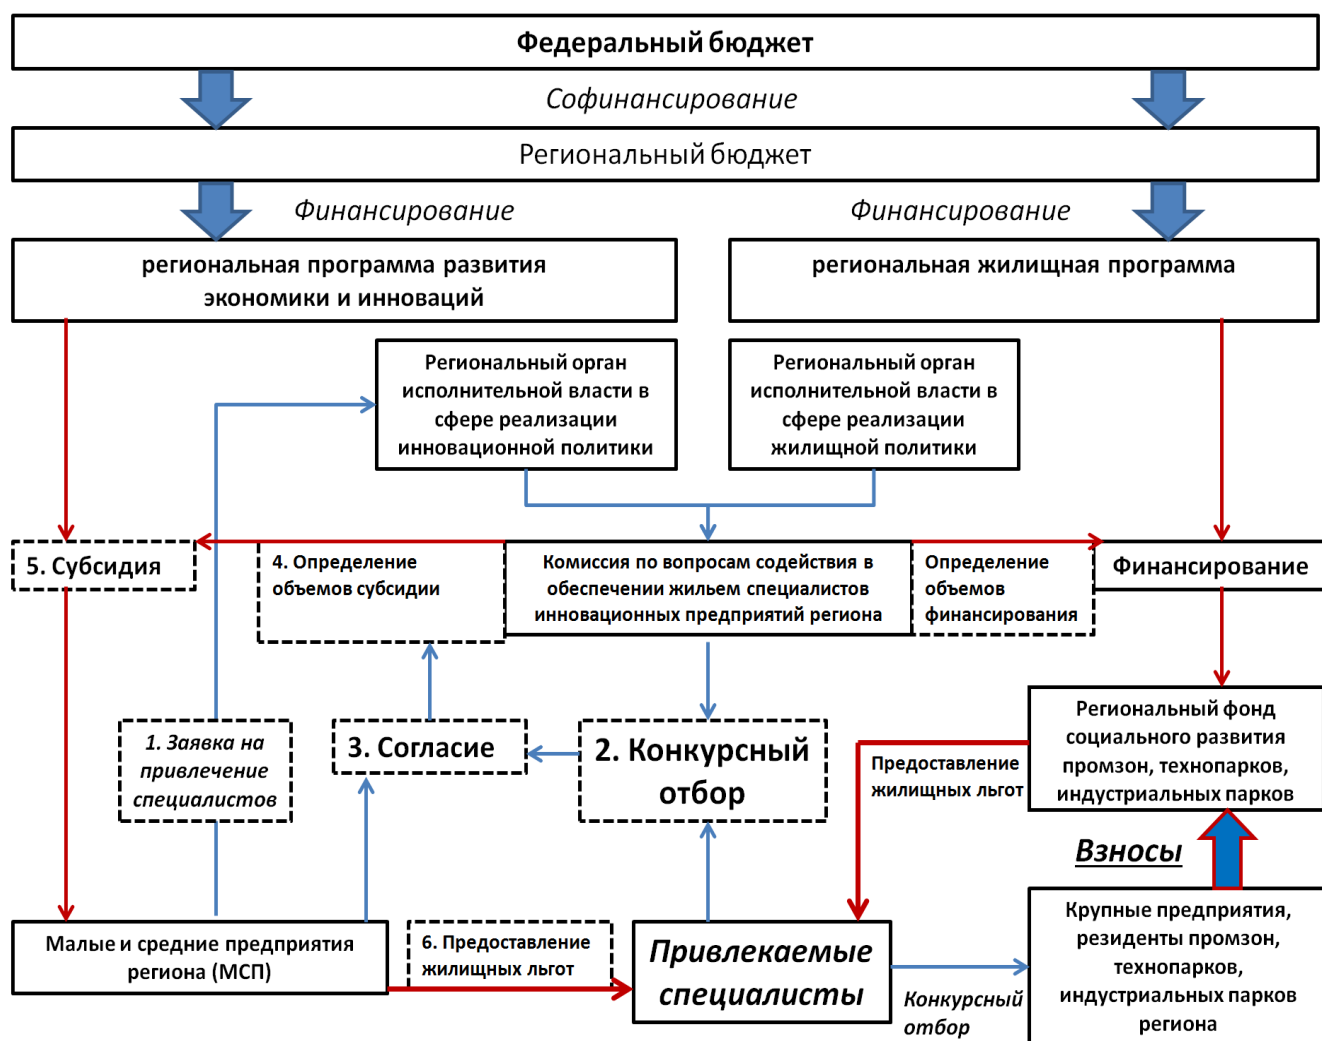 Федеральный бюджет
Софинансирование
Региональный бюджет
Финансирование
Финансирование
региональная программа развития
экономики и инноваций
региональная жилищная программа
Региональный орган
исполнительной власти в
сфере реализации
инновационной политики
Региональный орган
исполнительной власти в
сфере реализации
жилищной политики
5. Субсидия
4. Определение
объемов субсидии
Комиссия по вопросам содействия в
обеспечении жильем специалистов
инновационных предприятий региона
Определение
объемов
финансирования
Финансирование
1. Заявка на
привлечение
специалистов
3. Согласие
2. Конкурсный
отбор
Предоставление
жилищных льгот
Региональный фонд
социального развития
промзон, технопарков,
индустриальных парков
Взносы
Малые и средние предприятия
региона (МСП)
6. Предоставление
жилищных льгот
Привлекаемые
специалисты
Конкурсный
отбор
Крупные предприятия,
резиденты промзон,
технопарков,
индустриальных парков
региона